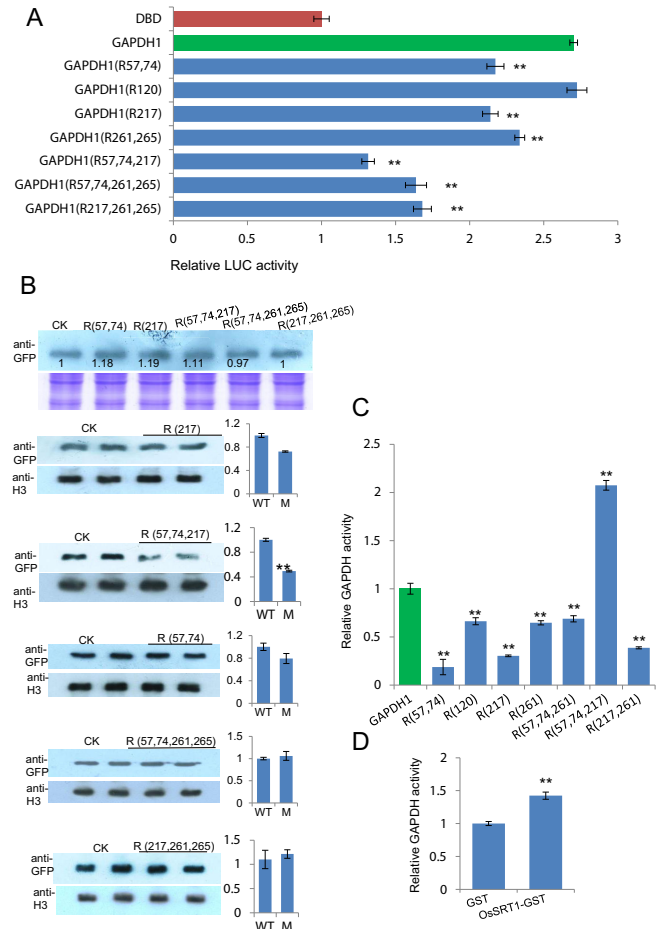 A
DBD
GAPDH1
GAPDH1(R57,74)
**
GAPDH1(R120)
GAPDH1(R217)
**
GAPDH1(R261,265)
**
GAPDH1(R57,74,217)
**
GAPDH1(R57,74,261,265)
**
GAPDH1(R217,261,265)
**
0 0.5 1 1.5 2 2.5 3
Relative LUC activity
B
CK R(57,74) R(217) R(57,74,217) R(57,74,261,265) R(217,261,265)
anti-
GFP
1 1.18 1.19 1.11 0.97 1
CK R (217)
anti-
GFP
anti-
H3
1.2
0.8
0.4
0
WT M
CK R (57,74,217)
anti-
GFP
anti-
H3
1.2
0.8
0.4
0
**
WT M
CK R (57,74)
anti-
GFP
anti-
H3
1.2
0.8
0.4
0
WT M
CK R (57,74,261,265)
anti-
GFP
anti-
H3
1.5
1
0.5
0
WT M
CK R(217,261,265)
anti-
GFP
anti-
H3
1.5
1
0.5
0
WT M
C
Relative GAPDH activity
2.5
2
1.5
1
0.5
0
** ** ** ** ** ** **
GAPDH1 R(57,74) R(120) R(217) R(261) R(57,74,261) R(57,74,217) R(217,261)
D
Relative GAPDH activity
2
1.5
1
0.5
0
**
GST OsSRT1-GST